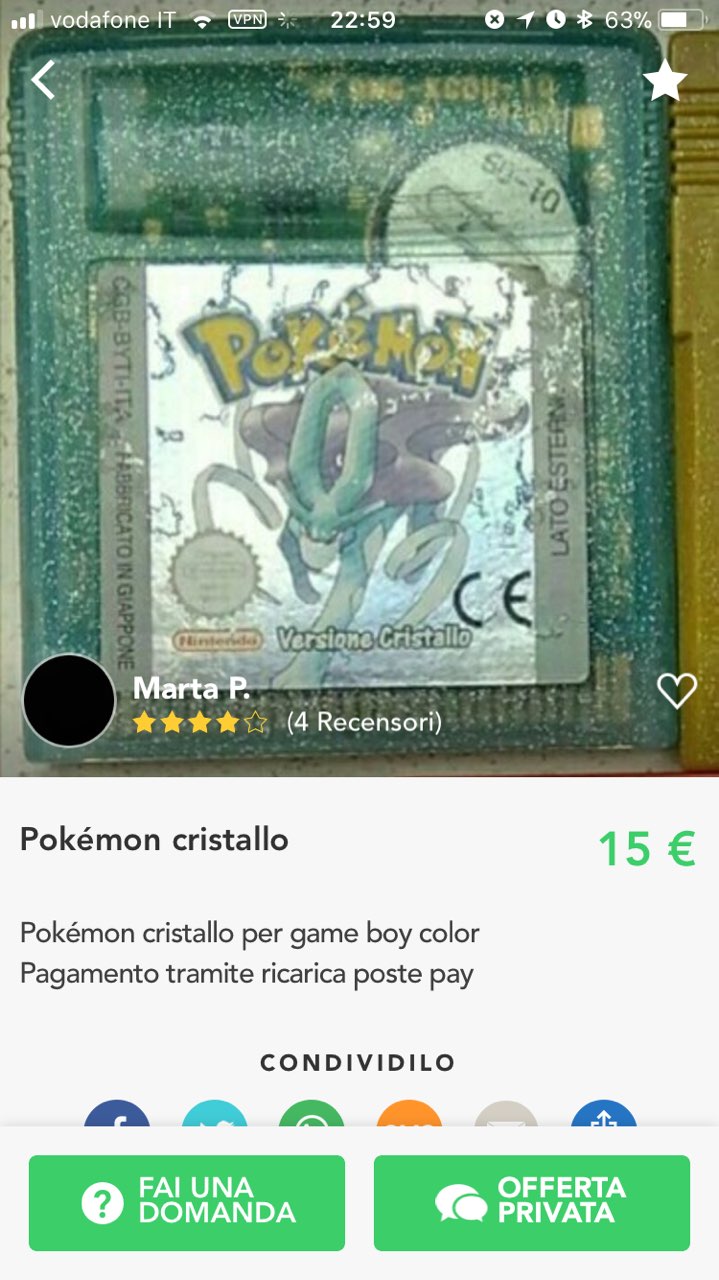 vodafone IT VPN 22:59 63%
50-10
CGB-BYTI-ITA FABBRICATO IN GIAPPONE
POKéMON
LATO ESTERN
CE
Nintendo Versione Cristallo
Marta P.
(4 Recensori)
Pokémon cristallo
15 €
Pokémon cristallo per game boy color
Pagamento tramite ricarica poste pay
CONDIVIDILO
FAI UNA
DOMANDA
OFFERTA
PRIVATA